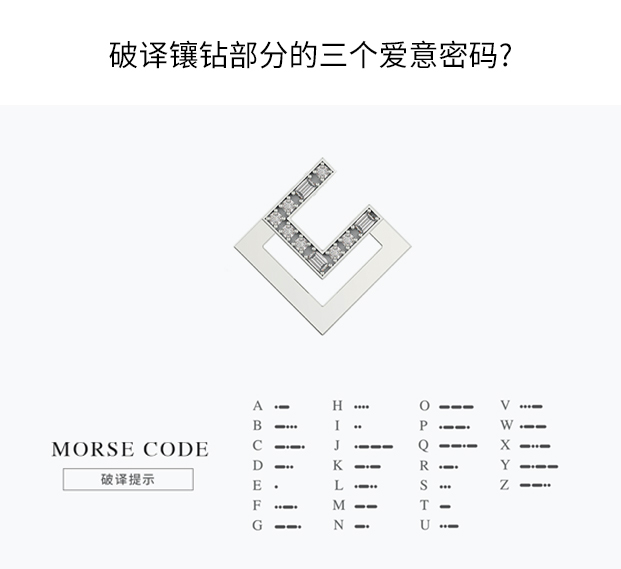 破译镶钻部分的三个爱意密码?
MORSE CODE
破译提示
A ·— H ···· O ——— V ···—
B —··· I ·· P ·——· W ·——
C —·—· J ·——— Q ——·— X —··—
D —·· K —·— R ·—· Y —·——
E · L ·—·· S ··· Z ——··
F ··—· M —— T —
G ——· N —· U ··—